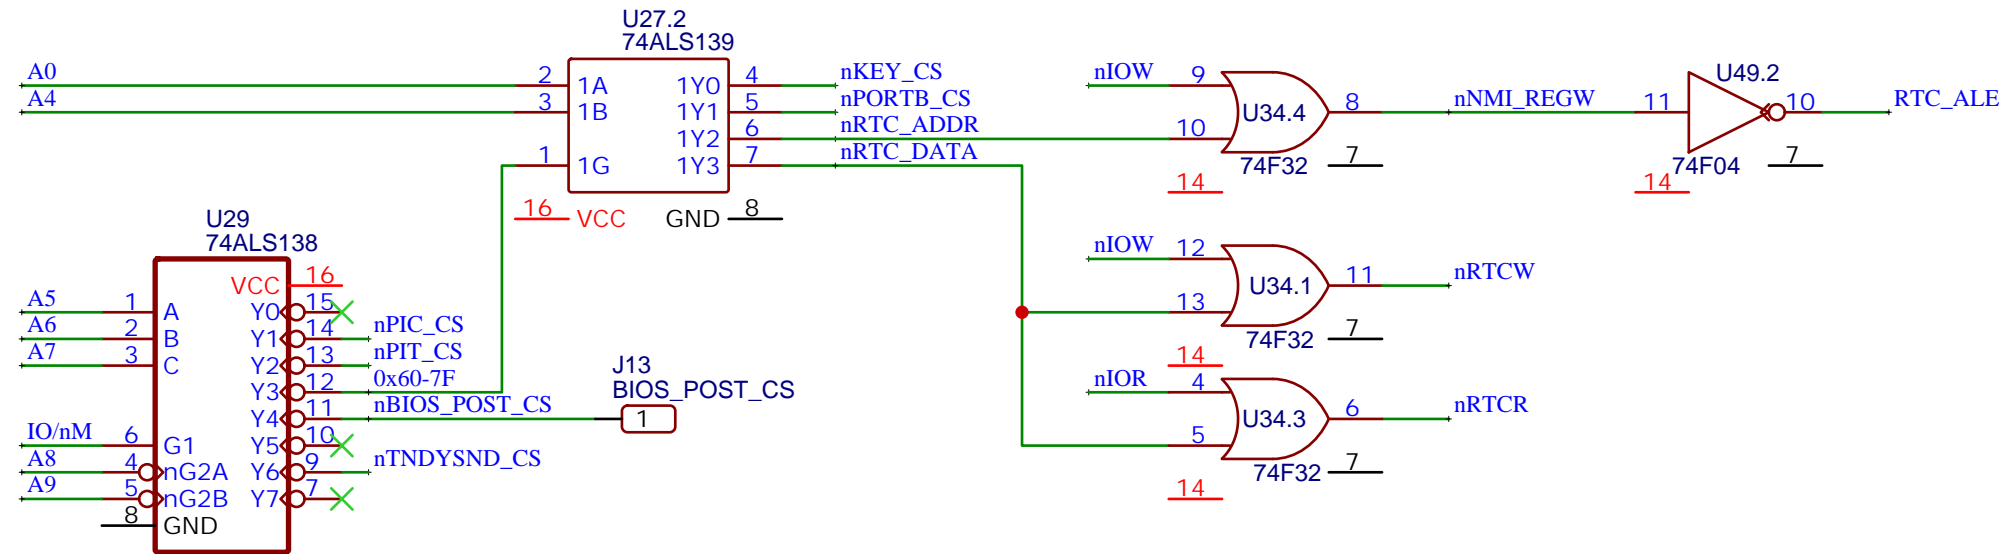 U27.2
74ALS139
A0
2
1A
1Y0
4
nKEY_CS
A4
3
1B
1Y1
5
nPORTB_CS
1Y2
6
nRTC_ADDR
1
1G
1Y3
7
nRTC_DATA
16
VCC
GND
8
nIOW
9
10
U34.4
8
74F32
7
14
nNMI_REGW
U49.2
11
10
RTC_ALE
74F04
7
14
nIOW
12
13
U34.1
11
nRTCW
74F32
7
14
nIOR
4
5
U34.3
6
nRTCR
74F32
7
14
U29
74ALS138
VCC
16
A5
1
A
Y0
15
A6
2
B
Y1
14
nPIC_CS
A7
3
C
Y2
13
nPIT_CS
Y3
12
0x60-7F
Y4
11
nBIOS_POST_CS
IO/nM
6
G1
Y5
10
A8
4
nG2A
Y6
9
nTNDYSND_CS
A9
5
nG2B
Y7
7
8
GND
J13
BIOS_POST_CS
1